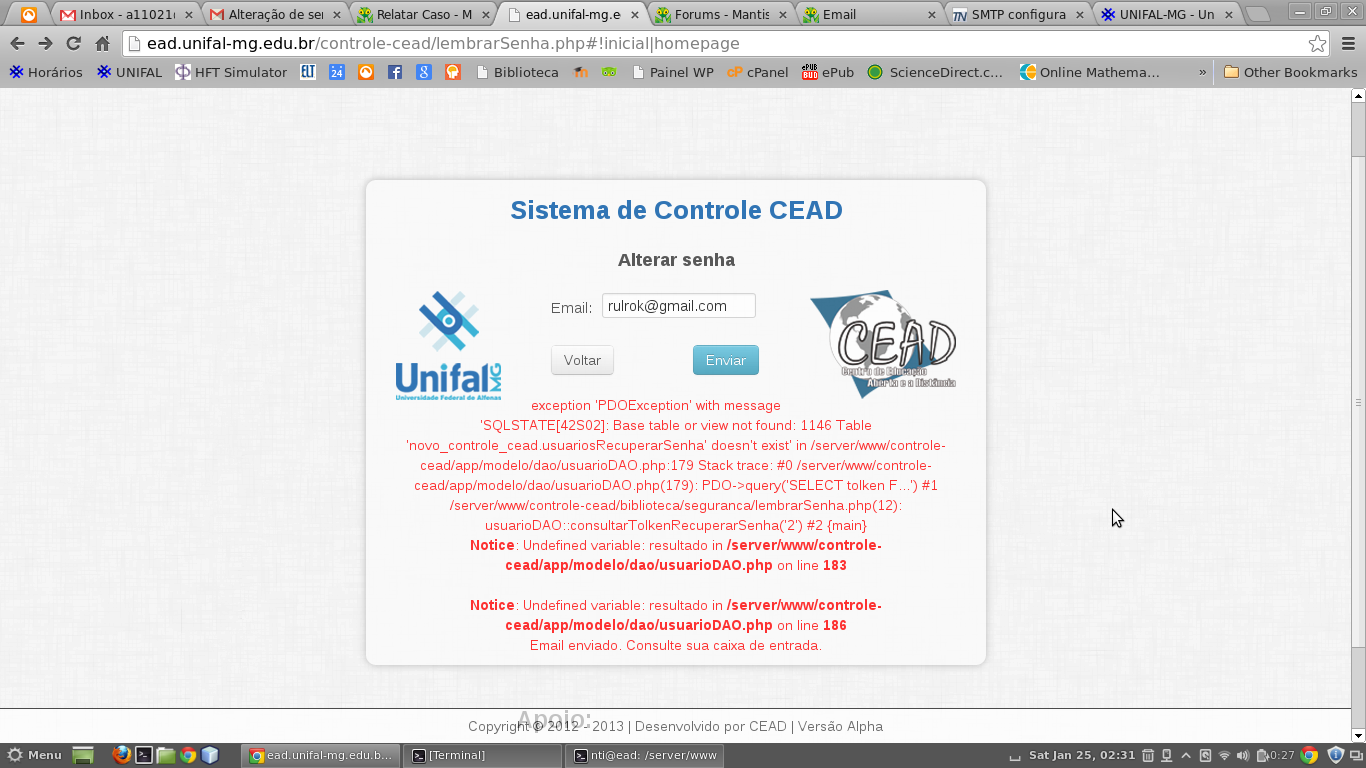 Inbox - a11021
Alteração de se
Relatar Caso - M
ead.unifal-mg.e
Forums - Mantis
Email
SMTP configura
UNIFAL-MG - Un
ead.unifal-mg.edu.br/controle-cead/lembrarSenha.php#!inicial|homepage
Horários
UNIFAL
HFT Simulator
ELT
24
Biblioteca
Painel WP
cPanel
ePub
ScienceDirect.c...
Online Mathema...
»
Other Bookmarks
Sistema de Controle CEAD
Alterar senha
Email: rulrok@gmail.com
Voltar Enviar
Unifal MG
Universidade Federal de Alfenas
CEAD
Centro de Educação
Aberta e a Distância
exception 'PDOException' with message
'SQLSTATE[42S02]: Base table or view not found: 1146 Table
'novo_controle_cead.usuariosRecuperarSenha' doesn't exist' in /server/www/controle-
cead/app/modelo/dao/usuarioDAO.php:179 Stack trace: #0 /server/www/controle-
cead/app/modelo/dao/usuarioDAO.php(179): PDO->query('SELECT tolken F...') #1
/server/www/controle-cead/biblioteca/seguranca/lembrarSenha.php(12):
usuarioDAO::consultarTolkenRecuperarSenha('2') #2 {main}
Notice: Undefined variable: resultado in /server/www/controle-
cead/app/modelo/dao/usuarioDAO.php on line 183
Notice: Undefined variable: resultado in /server/www/controle-
cead/app/modelo/dao/usuarioDAO.php on line 186
Email enviado. Consulte sua caixa de entrada.
Apoio:
Copyright © 2012 - 2013 | Desenvolvido por CEAD | Versão Alpha
Menu
ead.unifal-mg.edu.b...
[Terminal]
nti@ead: /server/www
Sat Jan 25, 02:31
0:27